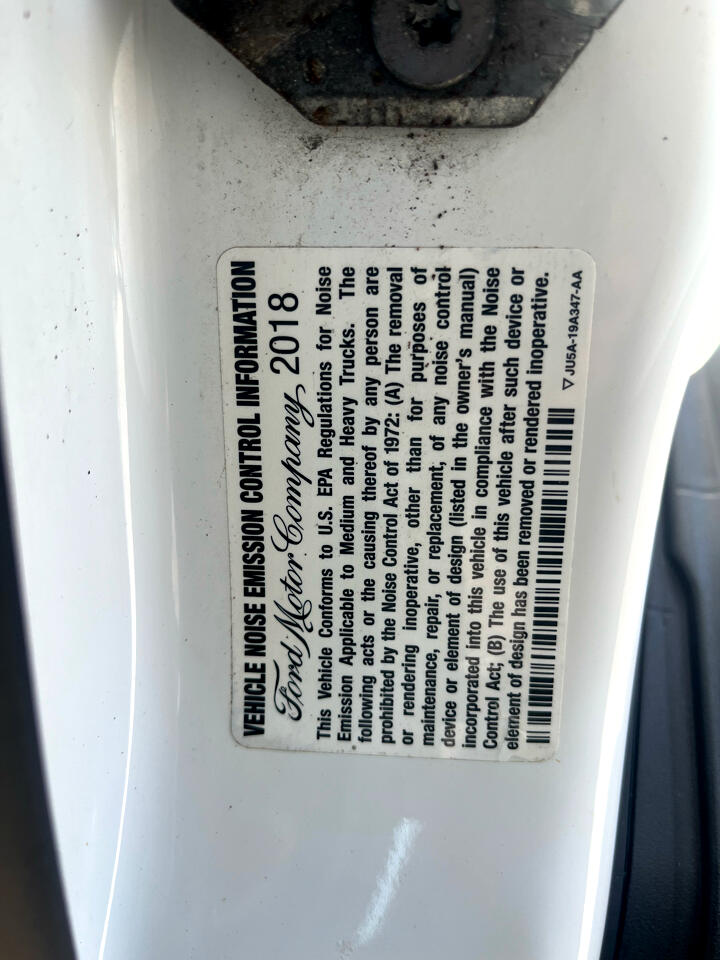 VEHICLE NOISE EMISSION CONTROL INFORMATION
Ford Motor Company, 2018
This Vehicle Conforms to U.S. EPA Regulations for Noise
Emission Applicable to Medium and Heavy Trucks. The
following acts or the causing thereof by any person are
prohibited by the Noise Control Act of 1972: (A) The removal
or rendering inoperative, other than for purposes of
maintenance, repair, or replacement, of any noise control
device or element of design (listed in the owner's manual)
incorporated into this vehicle in compliance with the Noise
Control Act; (B) The use of this vehicle after such device or
element of design has been removed or rendered inoperative.
▽ JU5A-19A347-AA